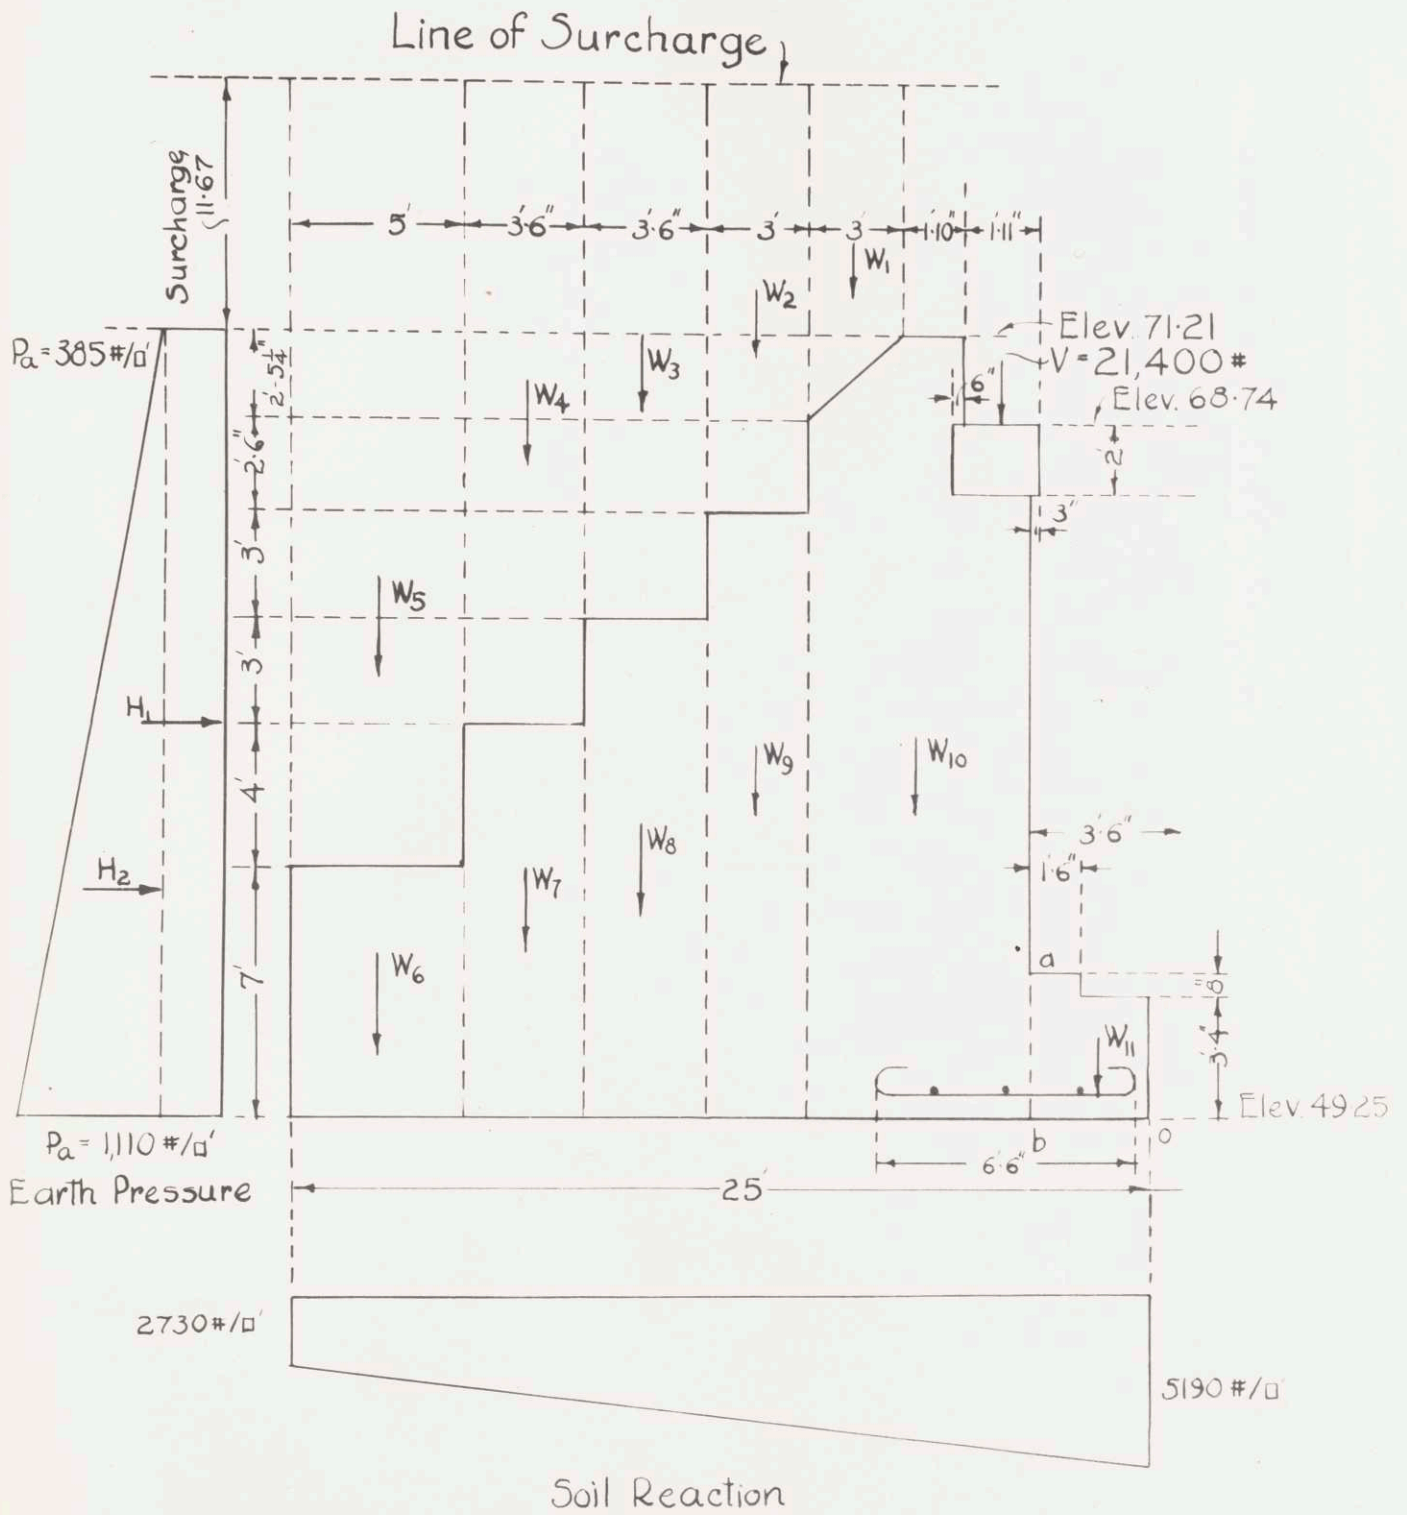 Line of Surcharge
Surcharge
11.67
5'
3'-6"
3'-6"
3'
3'
1'-10"
1'-11"
W1
W2
Elev. 71.21
Pa = 385 #/□'
V = 21,400 #
2'-5¼"
W3
6"
W4
Elev. 68.74
2'-6"
2'
3'
3"
W5
3'
H1
W9
W10
4'
W8
3'-6"
1'-6"
H2
W7
a
W6
7'
8"
3'-4"
W11
Elev. 49.25
Pa = 1,110 #/□'
b
o
6'-6"
Earth Pressure
25'
2730 #/□'
5190 #/□'
Soil Reaction